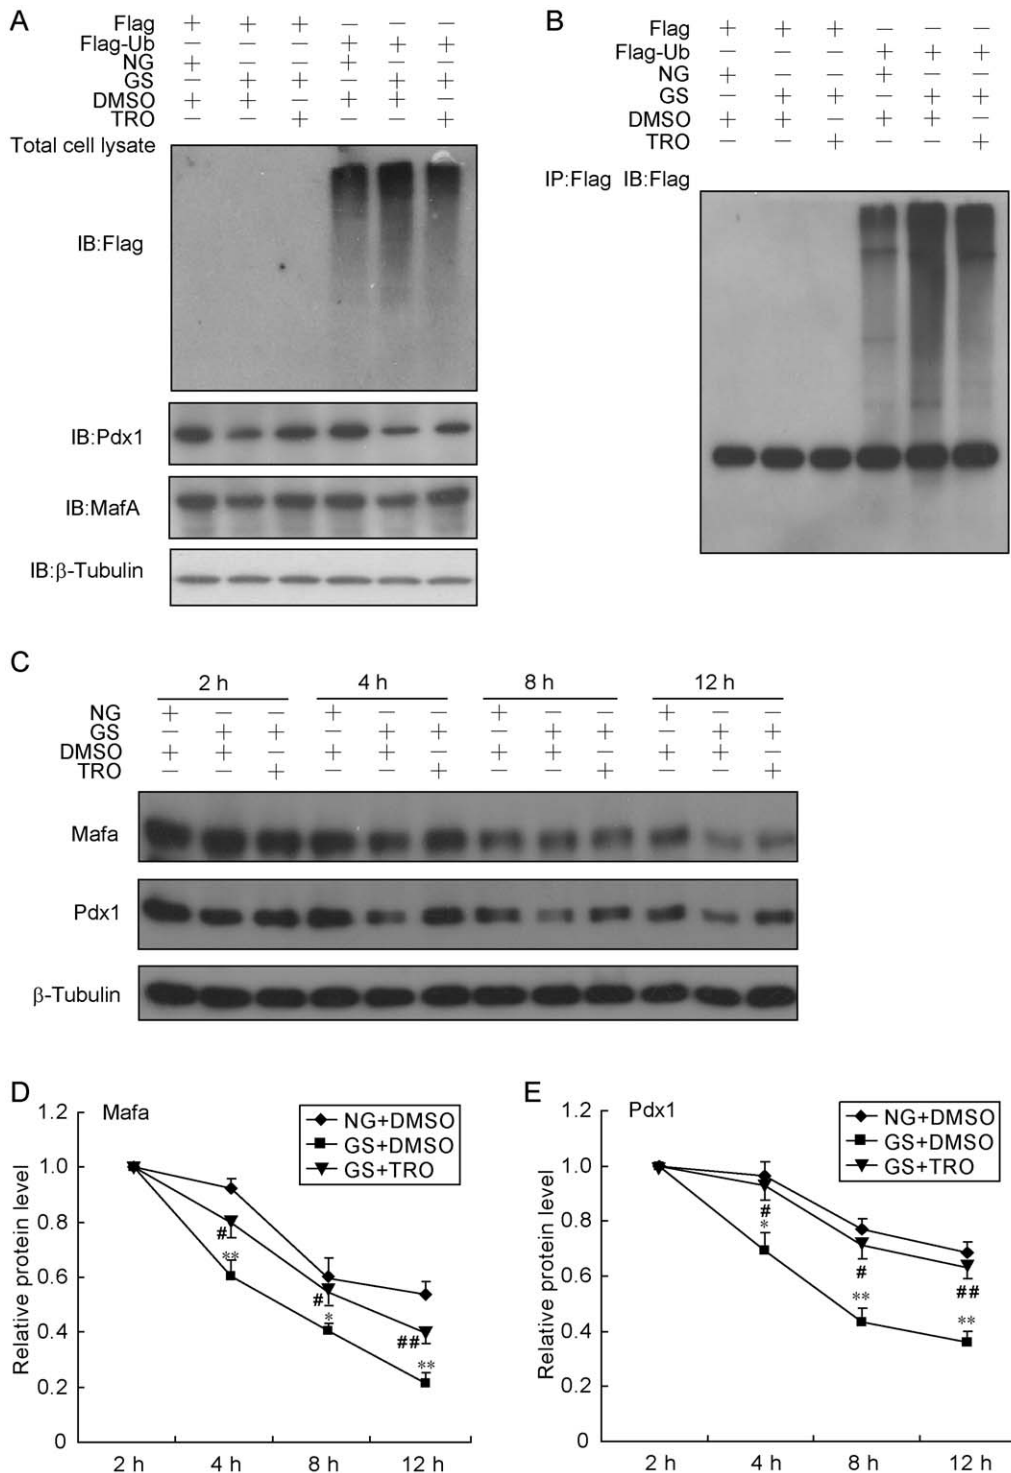 A
Flag + + + − − −
Flag-Ub − − − + + +
NG + − − + − −
GS − + + − + +
DMSO + + − + + −
TRO − − + − − +
Total cell lysate
IB:Flag
IB:Pdx1
IB:MafA
IB:β-Tubulin
B
Flag + + + − − −
Flag-Ub − − − + + +
NG + − − + − −
GS − + + − + +
DMSO + + − + + −
TRO − − + − − +
IP:Flag IB:Flag
C
2 h 4 h 8 h 12 h
NG + − − + − − + − − + − −
GS − + + − + + − + + − + +
DMSO + + − + + − + + − + + −
TRO − − + − − + − − + − − +
Mafa
Pdx1
β-Tubulin
D
Mafa
NG+DMSO
GS+DMSO
GS+TRO
Relative protein level
1.2
1.0
0.8
0.6
0.4
0.2
0
#
**
#
*
##
**
2 h 4 h 8 h 12 h
E
Pdx1
NG+DMSO
GS+DMSO
GS+TRO
Relative protein level
1.2
1.0
0.8
0.6
0.4
0.2
0
#
*
#
**
##
**
2 h 4 h 8 h 12 h